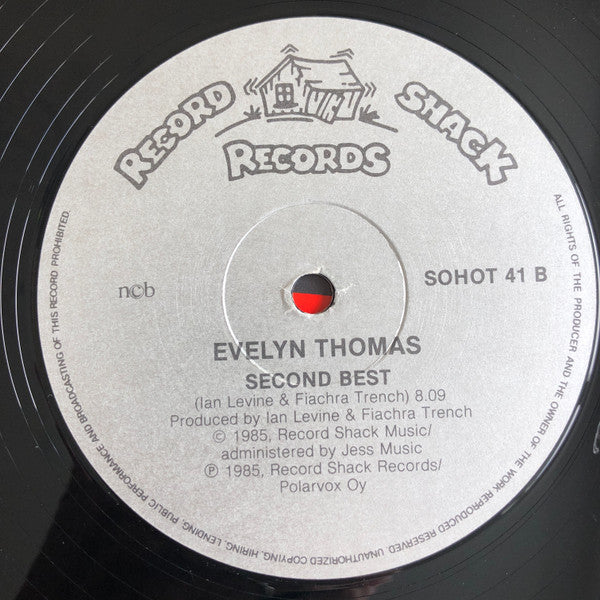 RECORD SHACK
RECORDS
ncb
SOHOT 41 B
EVELYN THOMAS
SECOND BEST
(Ian Levine & Fiachra Trench) 8.09
Produced by Ian Levine & Fiachra Trench
© 1985, Record Shack Music/
administered by Jess Music
℗ 1985, Record Shack Records/
Polarvox Oy
ALL RIGHTS OF THE PRODUCER AND THE OWNER OF THE WORK REPRODUCED RESERVED. UNAUTHORIZED COPYING, HIRING, LENDING, PUBLIC PERFORMANCE AND BROADCASTING OF THIS RECORD PROHIBITED.